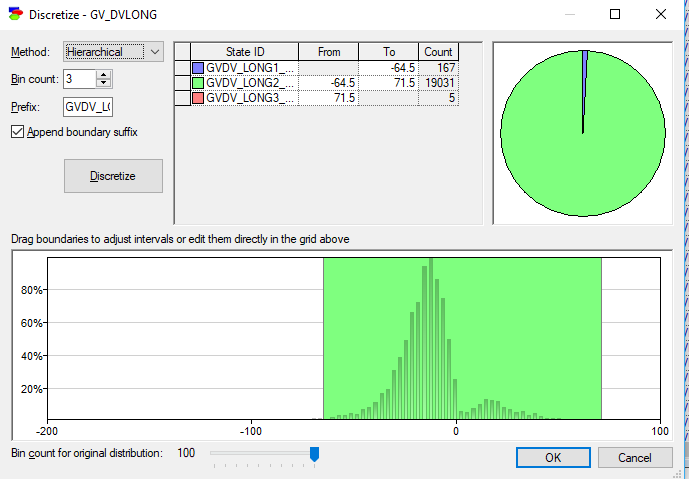 Discretize - GV_DVLONG
Method: Hierarchical
Bin count: 3
Prefix: GVDV_L(
Append boundary suffix
Discretize
State ID From To Count
GVDV_LONG1_... -64.5 167
GVDV_LONG2_... -64.5 71.5 19031
GVDV_LONG3_... 71.5 5
Drag boundaries to adjust intervals or edit them directly in the grid above
80%
60%
40%
20%
-200 -100 0 100
Bin count for original distribution: 100
OK Cancel